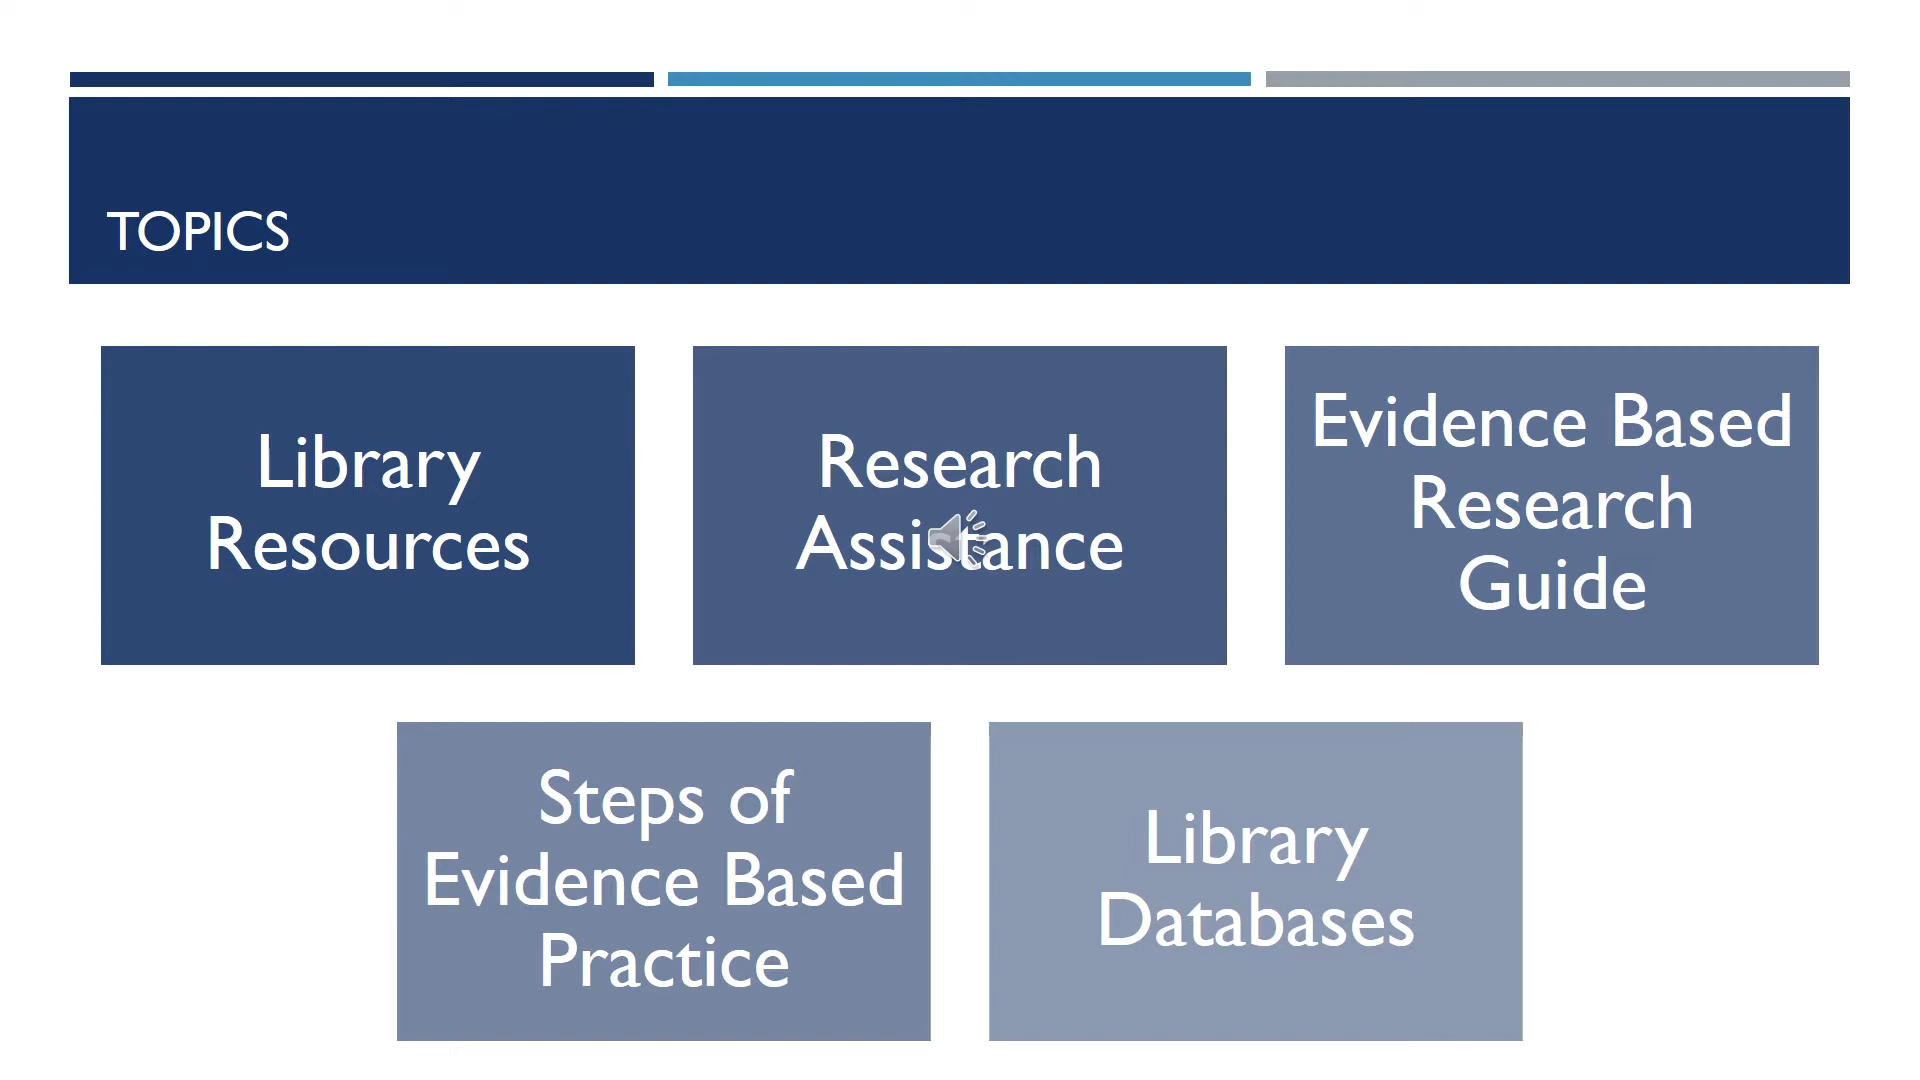 TOPICS
Library
Resources
Research
Assistance
Evidence Based
Research
Guide
Steps of
Evidence Based
Practice
Library
Databases